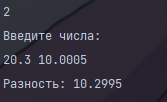 2
Введите числа:
20.3 10.0005
Разность: 10.2995